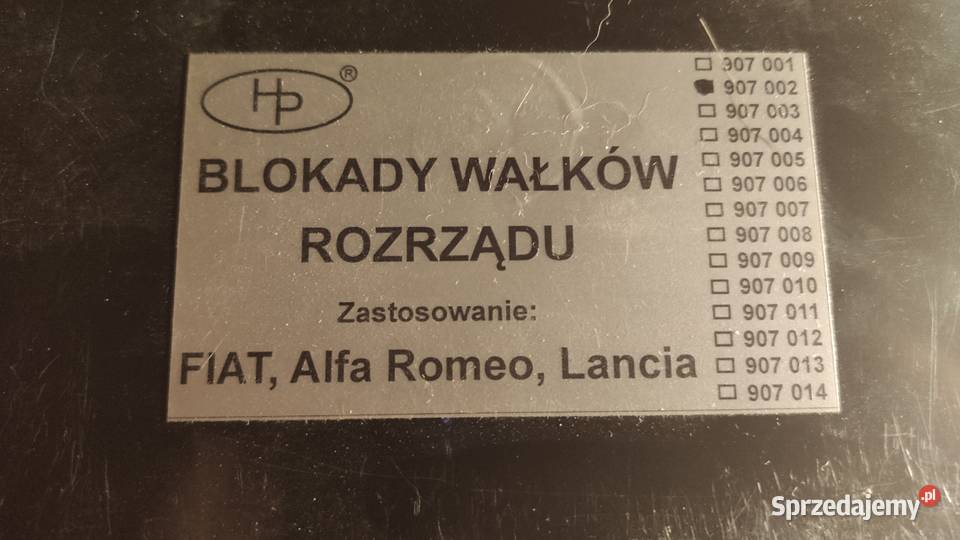 HP ®
BLOKADY WAŁKÓW
ROZRZĄDU
Zastosowanie:
FIAT, Alfa Romeo, Lancia
907 001
907 002
907 003
907 004
907 005
907 006
907 007
907 008
907 009
907 010
907 011
907 012
907 013
907 014
Sprzedajemy.pl